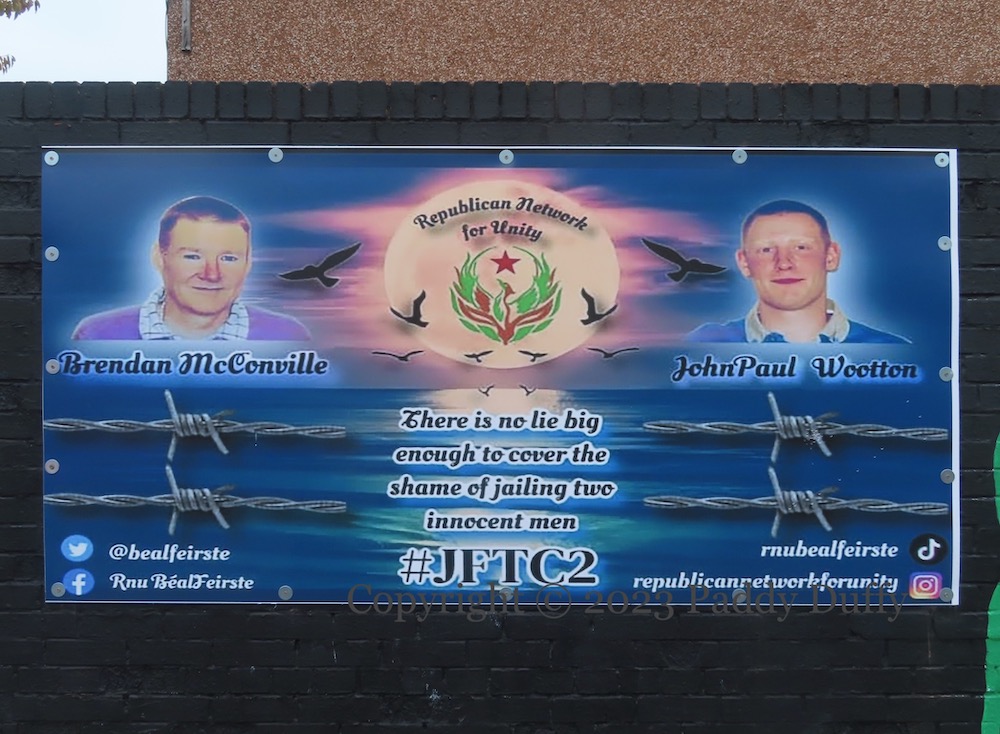 Republican Network
for Unity
Brendan McConville
JohnPaul Wootton
There is no lie big
enough to cover the
shame of jailing two
innocent men
#JFTC2
@bealfeirste
Rnu BéalFeirste
rnubealfeirste
republicannetworkforunity
Copyright © 2023 Paddy Duffy